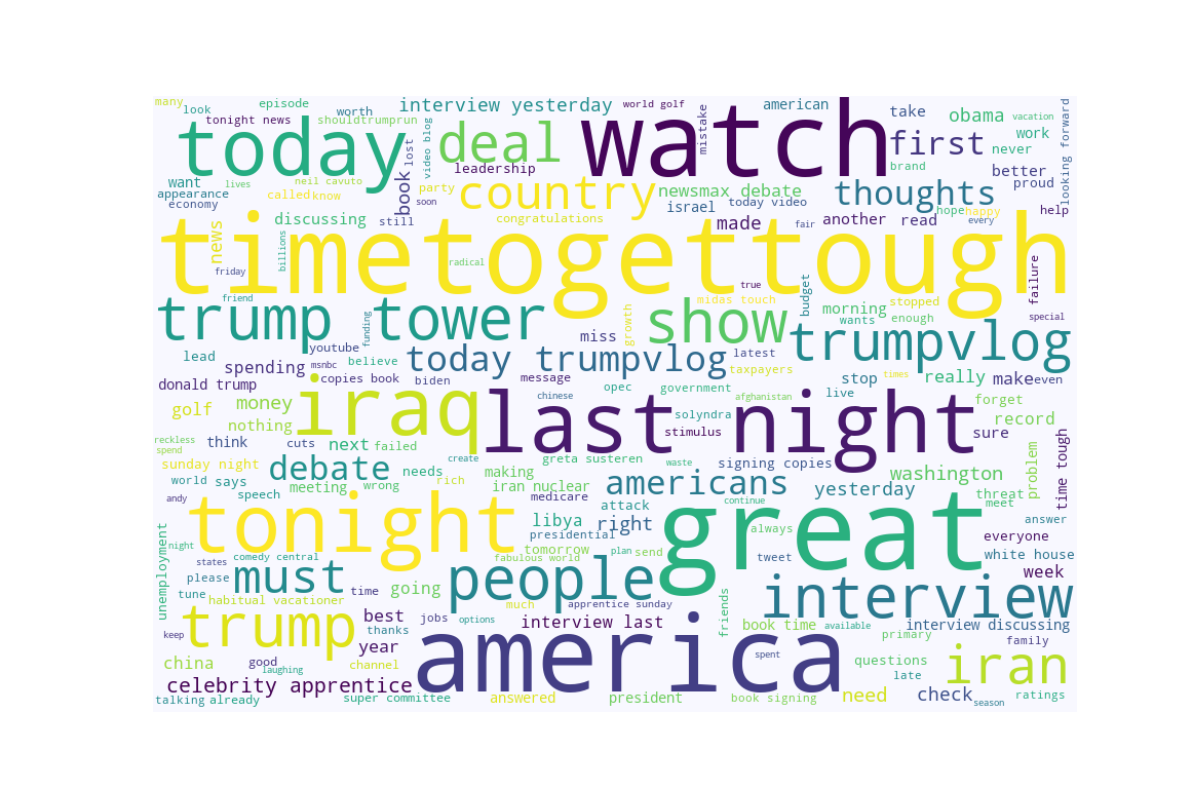 many
look
episode
worth
interview yesterday
world golf
american
take
obama
vacation
tonight news
shouldtrumprun
today
lost
video blog
deal
watch
mistake
first
work
never
looking forward
leadership
brand
better
proud
want
lives
neil cavuto
appearance
called
know
economy
book
party
soon
country
newsmax debate
israel
today video
thoughts
hope
happy
help
discussing
still
congratulations
made
fair
another
read
every
news
billions
friday
radical
timetogettough
true
failure
friend
midas touch
budget
morning
stopped
wants
enough
special
trump
funding
tower
show
growth
miss
trumpvlog
youtube
lead
spending
msnbc
believe
today trumpvlog
latest
taxpayers
donald trump
copies book
biden
message
opec
government
stop
times
really
make
even
live
chinese
afghanistan
golf
money
iraq
last night
solyndra
stimulus
forget
record
nothing
sure
reckless
spend
think
cuts
next
failed
sunday night
create
greta susteren
waste
signing copies
washington
problem
time tough
world
says
debate
needs
making
wrong
rich
iran nuclear
americans
yesterday
threat
meet
andy
speech
meeting
medicare
attack
continue
tonight
libya
right
presidential
great
always
answer
everyone
unemployment
night
states
comedy central
tomorrow
plan
send
fabulous world
tweet
white house
please
must
people
week
tune
time
going
habitual vacationer
much
apprentice sunday
friends
interview
trump
best
jobs
options
interview last
book time
available
interview discussing
keep
thanks
primary
family
year
china
good
laughing
channel
america
spent
questions
late
iran
celebrity apprentice
talking
already
super committee
answered
president
book signing
need
check
season
ratings